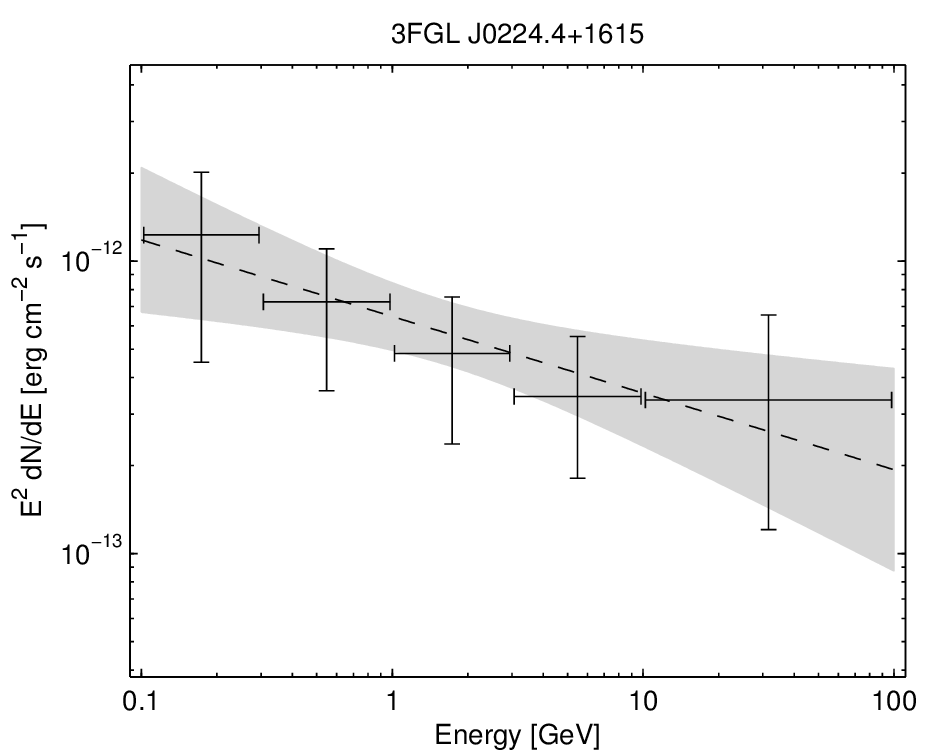 3FGL J0224.4+1615
E² dN/dE [erg cm⁻² s⁻¹]
10⁻¹²
10⁻¹³
0.1 1 10 100
Energy [GeV]